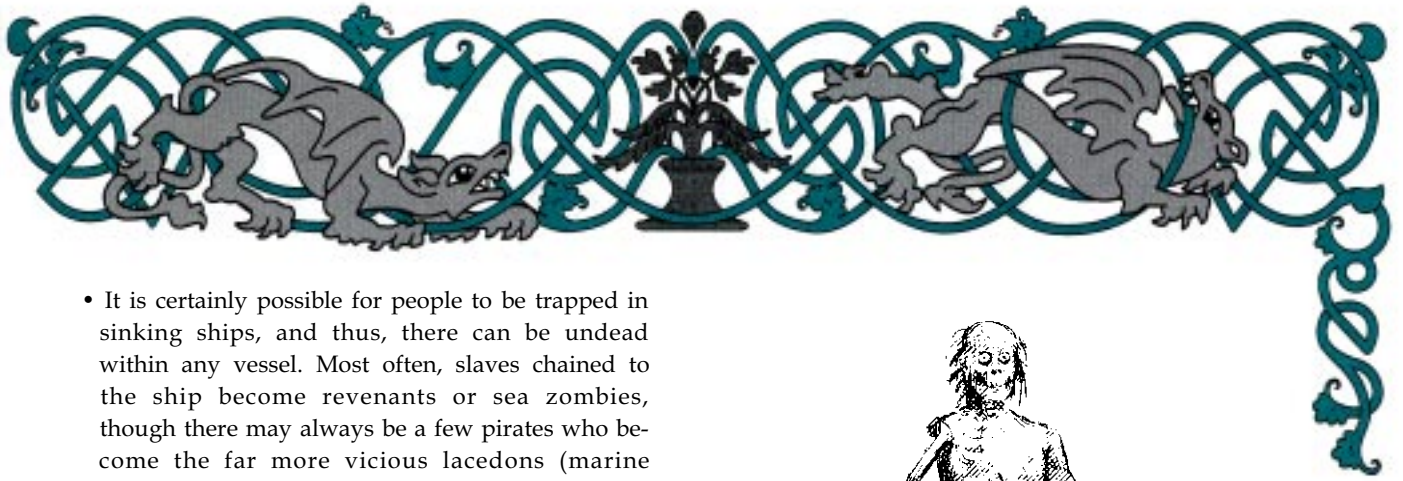 • It is certainly possible for people to be trapped in
sinking ships, and thus, there can be undead
within any vessel. Most often, slaves chained to
the ship become revenants or sea zombies,
though there may always be a few pirates who be-
come the far more vicious lacedons (marine